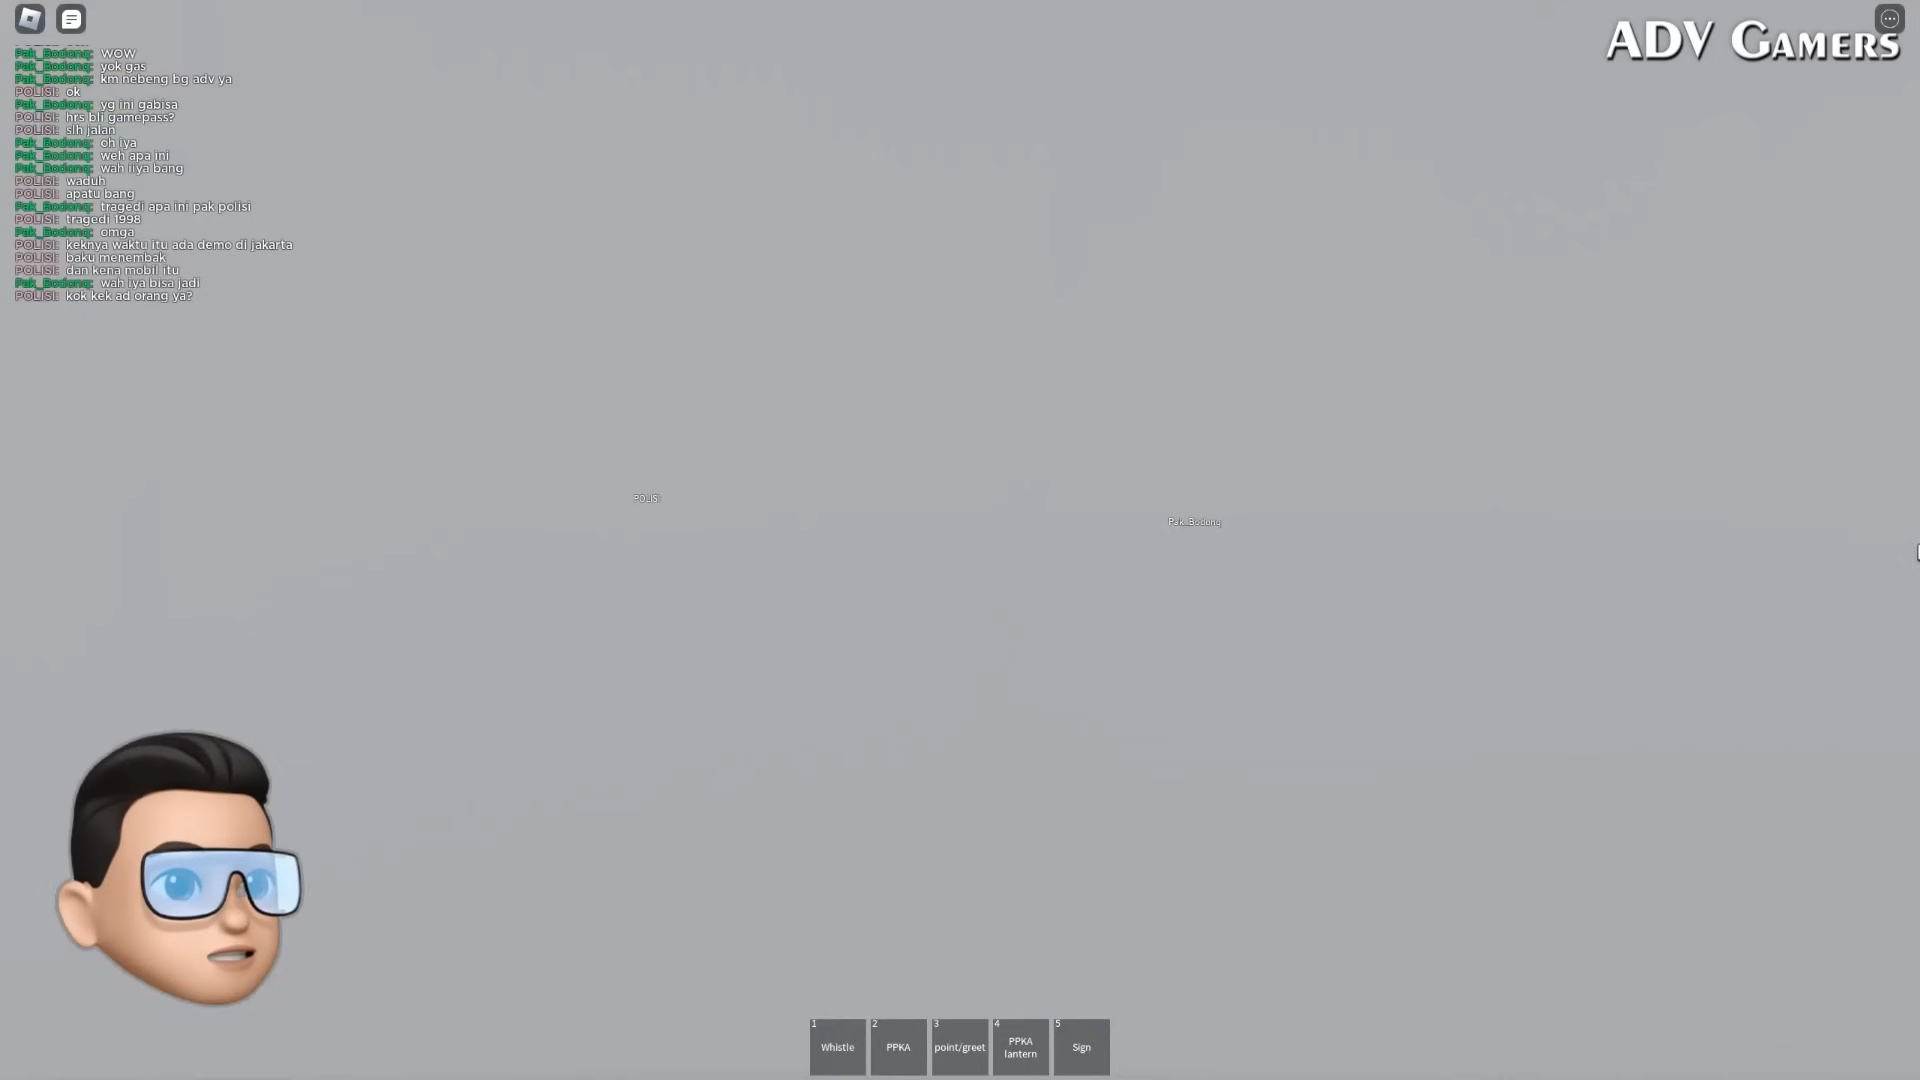 ADV GAMERS
Pak_Bodong: WOW
Pak_Bodong: yok gas
Pak_Bodong: km nebeng bg adv ya
POLISI: ok
Pak_Bodong: yg ini gabisa
POLISI: hrs bli gamepass?
POLISI: slh jalan
Pak_Bodong: oh iya
Pak_Bodong: weh apa ini
Pak_Bodong: wah iiya bang
POLISI: waduh
POLISI: apatu bang
Pak_Bodong: tragedi apa ini pak polisi
POLISI: tragedi 1998
Pak_Bodong: omga
POLISI: keknya waktu itu ada demo di jakarta
POLISI: baku menembak
POLISI: dan kena mobil itu
Pak_Bodong: wah iya bisa jadi
POLISI: kok kek ad orang ya?
POLISI
Pak_Bodong
1 Whistle
2 PPKA
3 point/greet
4 PPKA
lantern
5 Sign